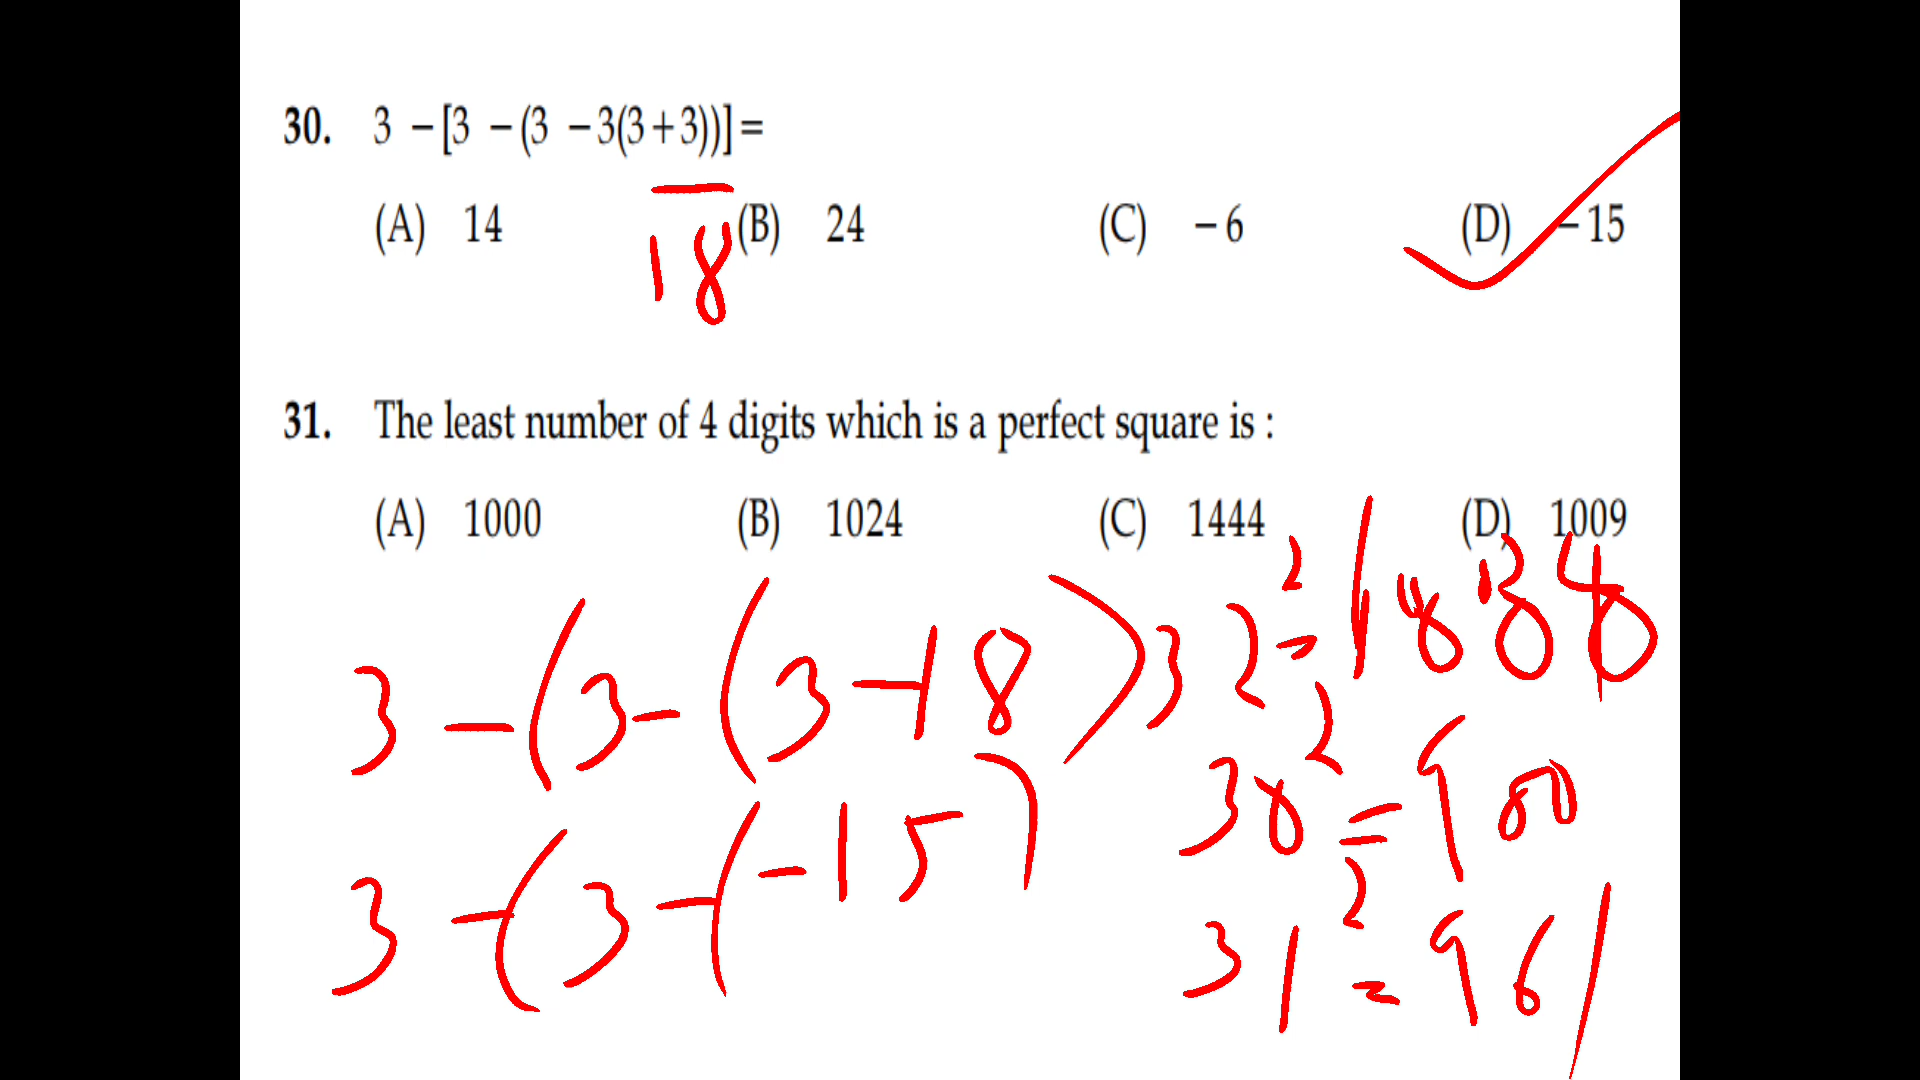 30. 3 – [3 – (3 – 3(3+3))] =
(A) 14 (B) 24 (C) – 6 (D) – 15
18
31. The least number of 4 digits which is a perfect square is :
(A) 1000 (B) 1024 (C) 1444 (D) 1009
3 - (3 - (3 - 18)
3 - (3 - (-15)
32² =
30² = 900
31² = 961